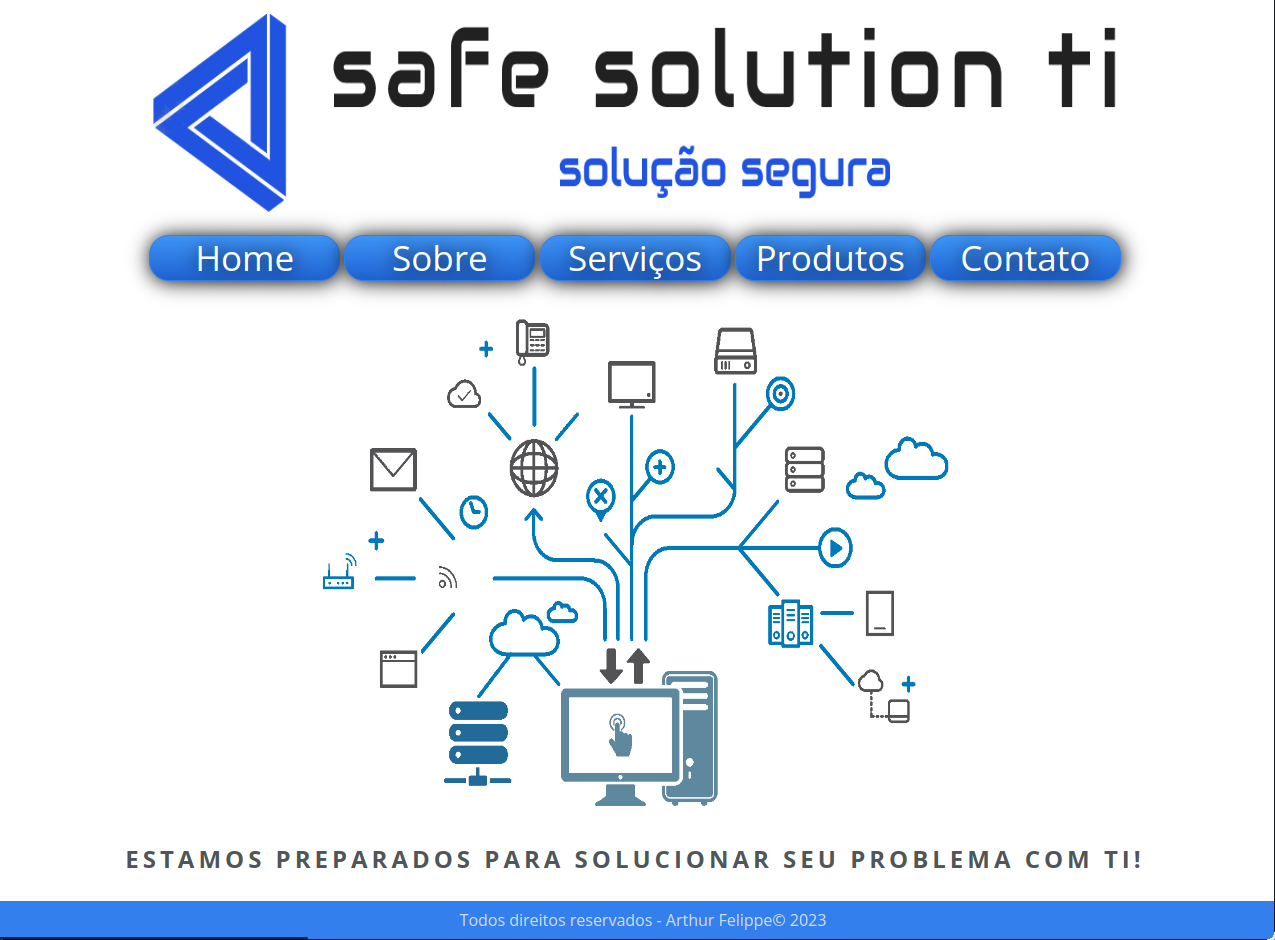 safe solution ti
solução segura
Home Sobre Serviços Produtos Contato
ESTAMOS PREPARADOS PARA SOLUCIONAR SEU PROBLEMA COM TI!
Todos direitos reservados - Arthur Felippe© 2023